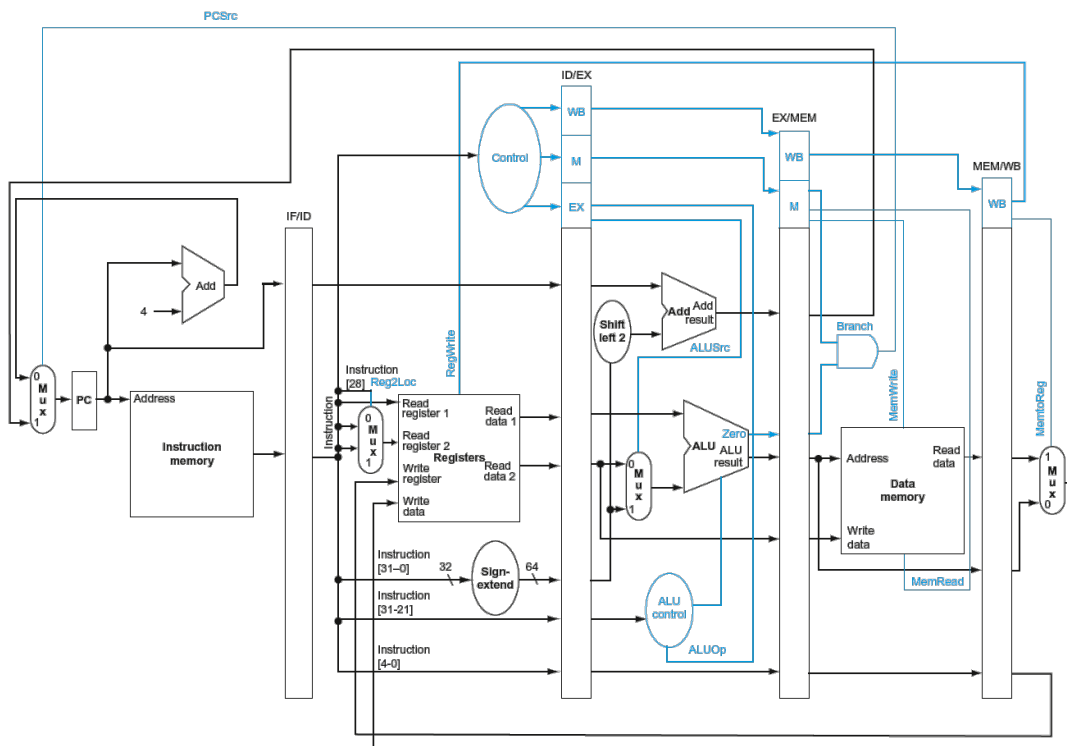 PCSrc
ID/EX
WB
EX/MEM
Control
M
WB
MEM/WB
EX
M
WB
IF/ID
Add
4
Add
Add
result
Shift
left 2
Branch
ALUSrc
RegWrite
MemWrite
MemtoReg
Instruction
[28]
Reg2Loc
0
M
u
x
1
PC
Address
Instruction
memory
Instruction
0
M
u
x
1
Read
register 1
Read
data 1
Read
register 2
Registers
Write
register
Read
data 2
Write
data
0
M
u
x
1
Zero
ALU
ALU
result
Address
Read
data
Data
memory
Write
data
1
M
u
x
0
Instruction
[31–0]
32
Sign-
extend
64
MemRead
Instruction
[31-21]
ALU
control
ALUOp
Instruction
[4-0]